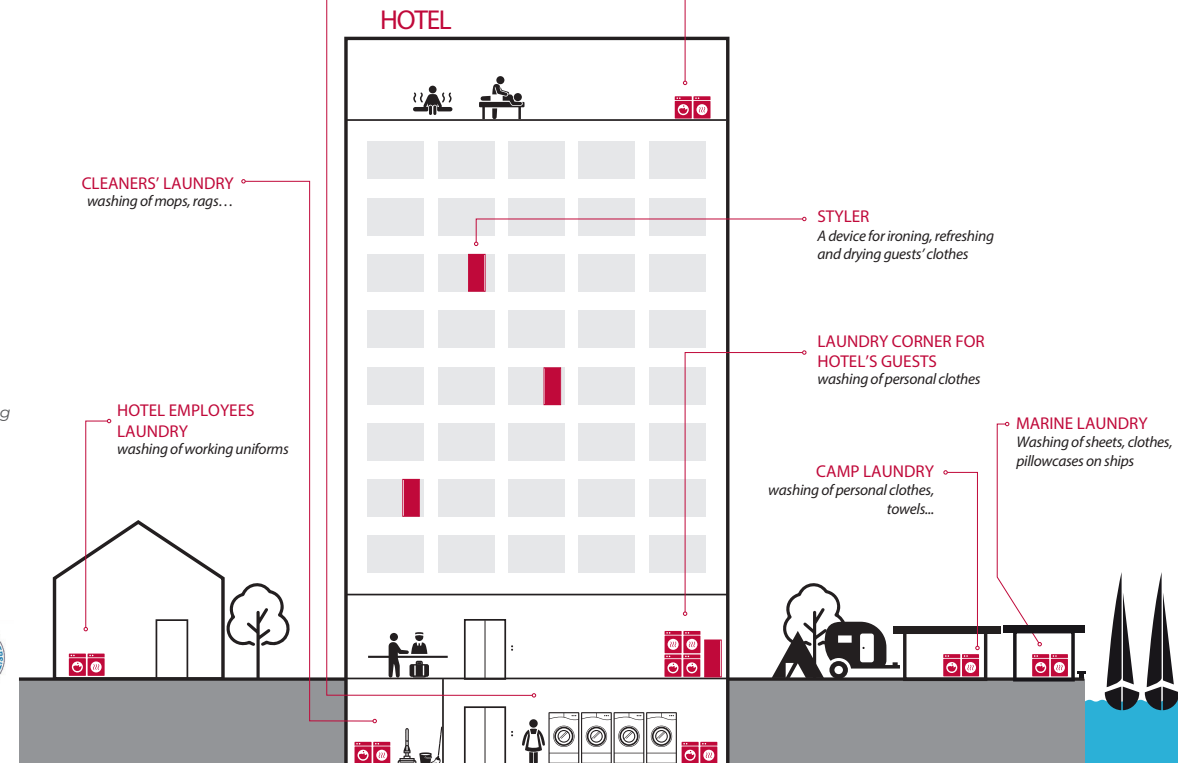 HOTEL
CLEANERS’ LAUNDRY
washing of mops, rags…
STYLER
A device for ironing, refreshing
and drying guests’ clothes
LAUNDRY CORNER FOR
HOTEL’S GUESTS
washing of personal clothes
g
HOTEL EMPLOYEES
LAUNDRY
washing of working uniforms
MARINE LAUNDRY
Washing of sheets, clothes,
pillowcases on ships
CAMP LAUNDRY
washing of personal clothes,
towels...